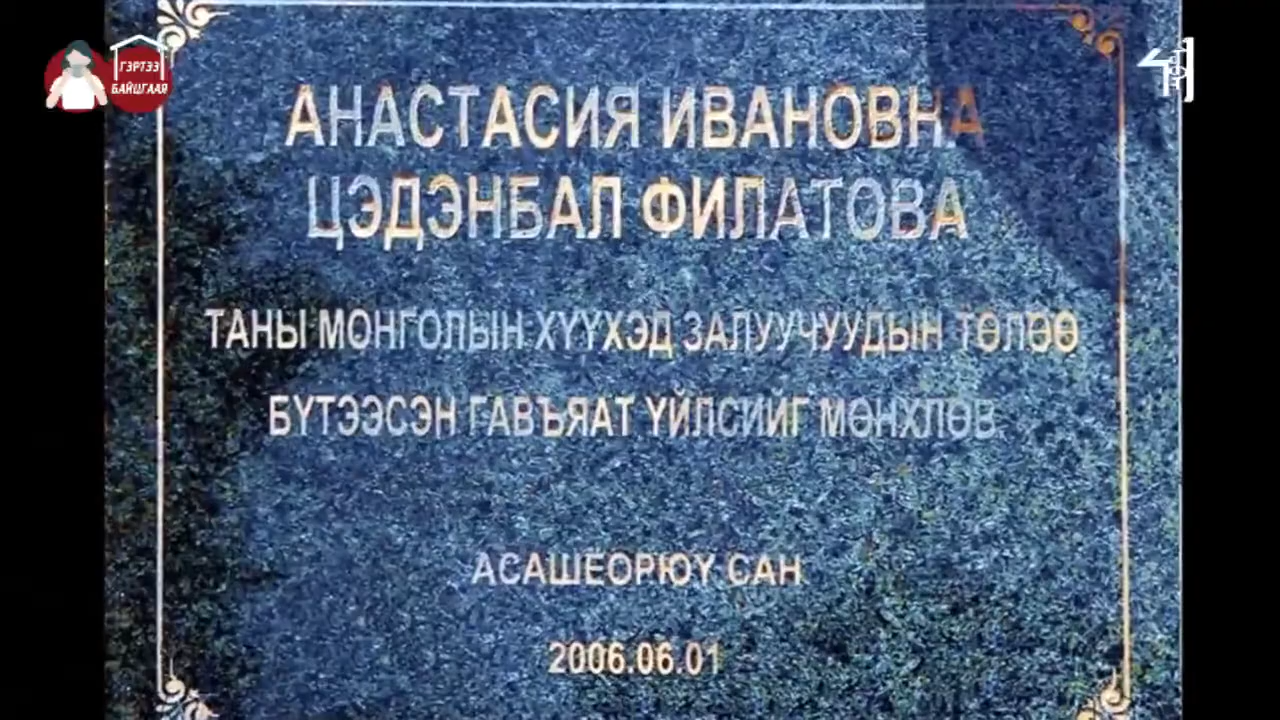 ГЭРТЭЭ
БАЙЦГААЯ
АНАСТАСИЯ ИВАНОВНА
ЦЭДЭНБАЛ ФИЛАТОВА
ТАНЫ МОНГОЛЫН ХҮҮХЭД ЗАЛУУЧУУДЫН ТӨЛӨӨ
БҮТЭЭСЭН ГАВЪЯАТ ҮЙЛСИЙГ МӨНХЛӨВ
АСАШЕОРЮҮ САН
2006.06.01